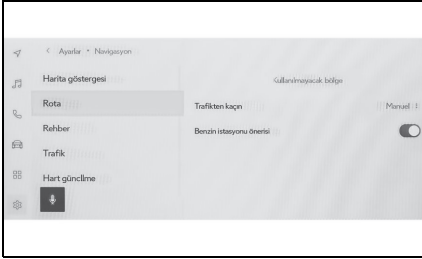 < Ayarlar • Navigasyon
Harita göstergesi
Kullanılmayacak bölge
Rota
Trafikten kaçın
Manuel
Rehber
Benzin istasyonu önerisi
Trafik
Hart güncllme